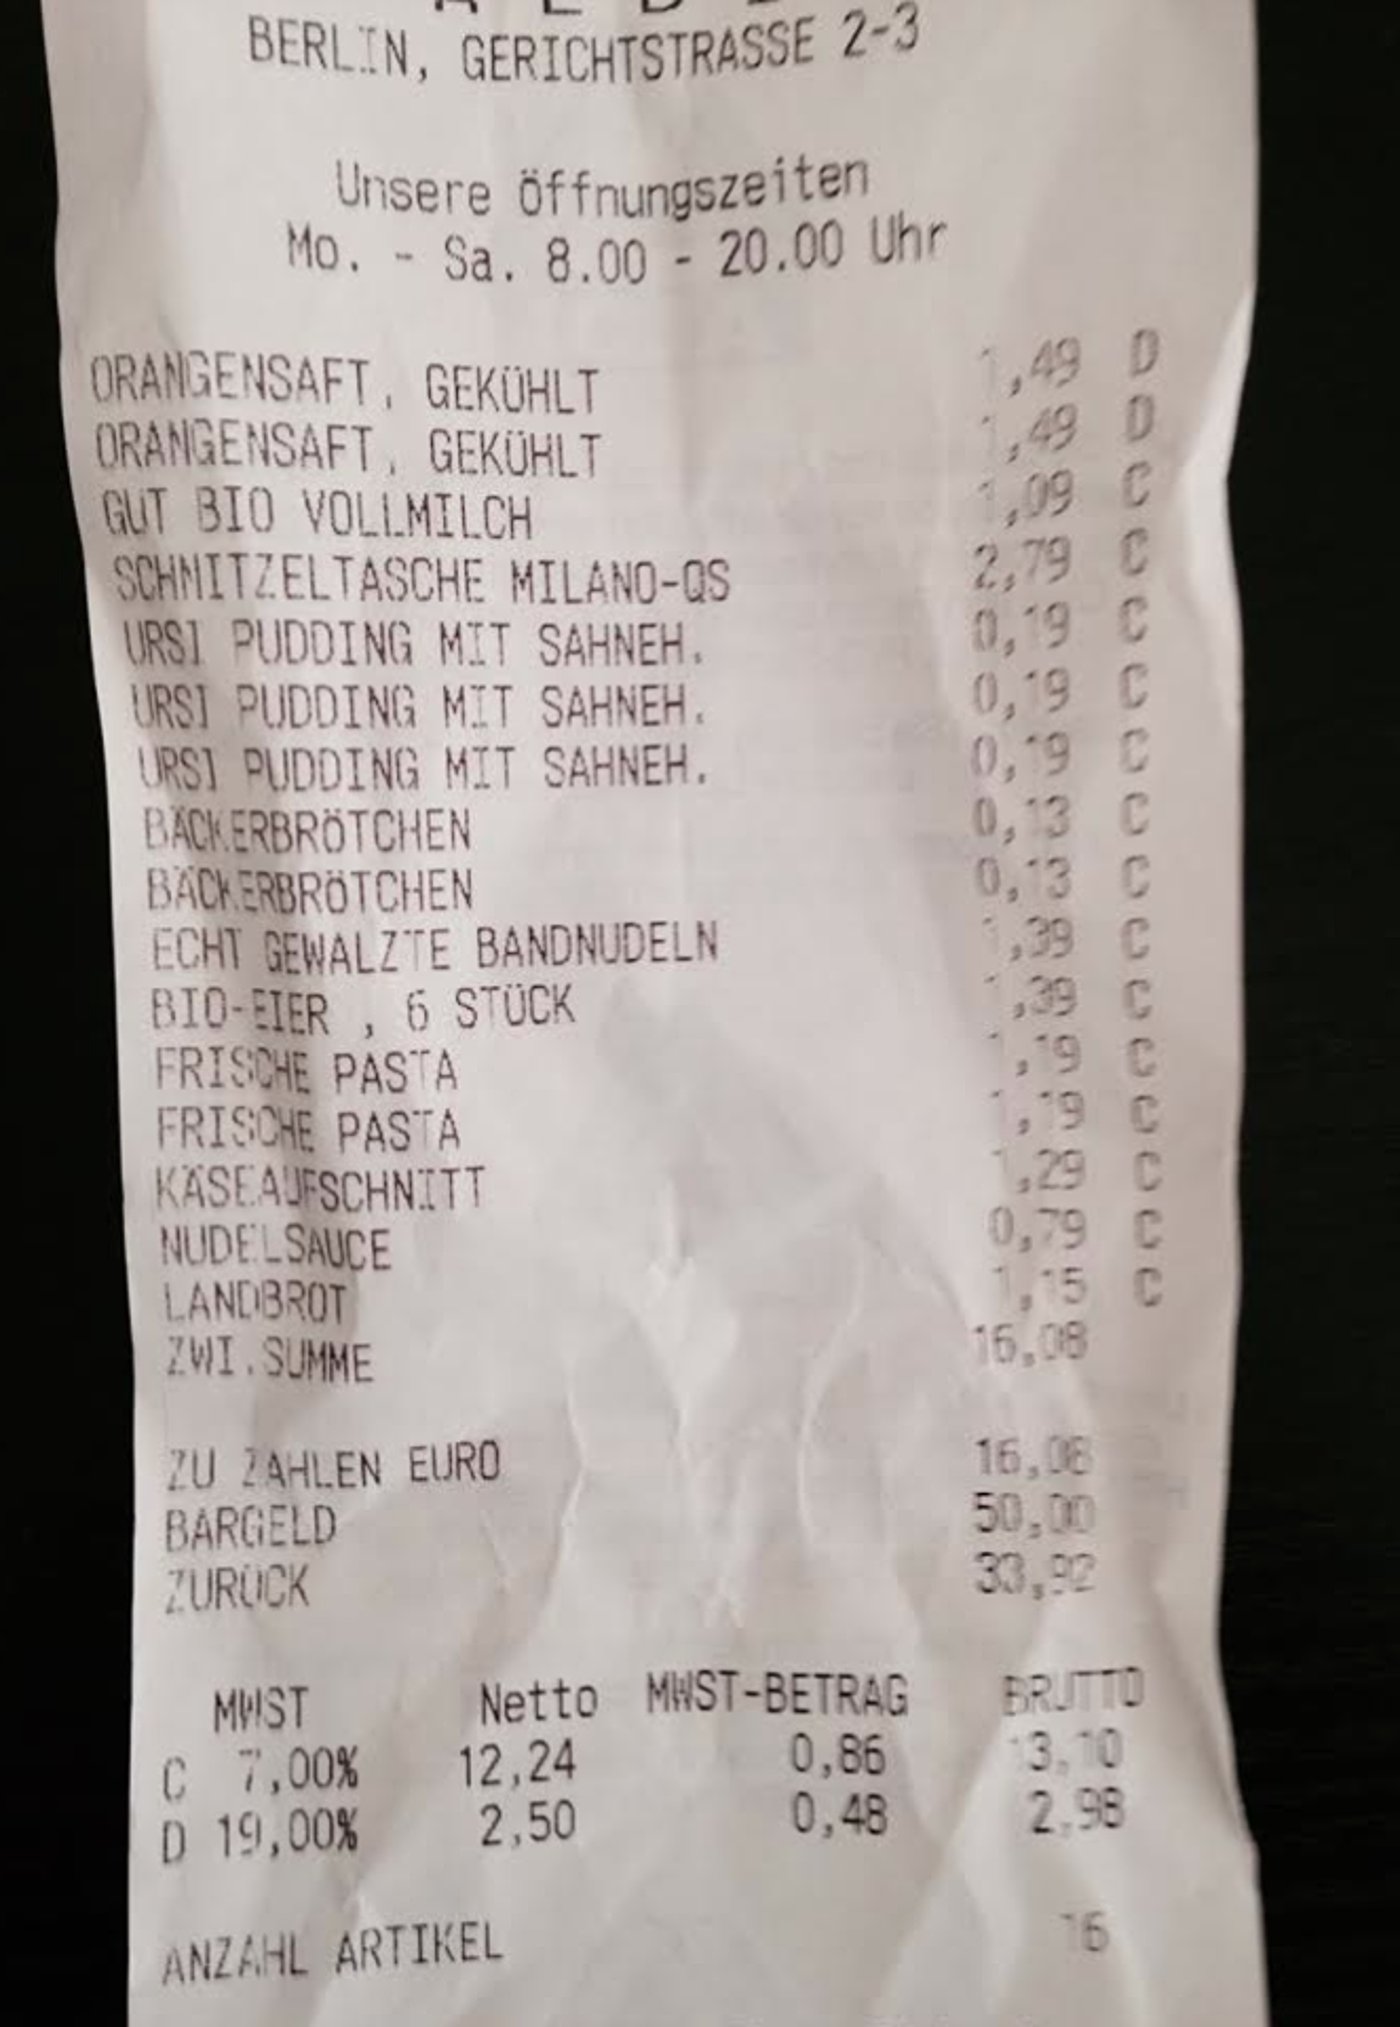 BERLIN, GERICHTSTRASSE 2-3
Unsere Öffnungszeiten
Mo. - Sa. 8.00 - 20.00 Uhr
ORANGENSAFT, GEKÜHLT 1,49 D
ORANGENSAFT, GEKÜHLT 1,49 D
GUT BIO VOLLMILCH 1,09 C
SCHNITZELTASCHE MILANO-QS 2,79 C
URSI PUDDING MIT SAHNEH. 0,19 C
URSI PUDDING MIT SAHNEH. 0,19 C
URSI PUDDING MIT SAHNEH. 0,19 C
BÄCKERBRÖTCHEN 0,13 C
BÄCKERBRÖTCHEN 0,13 C
ECHT GEWALZTE BANDNUDELN 1,39 C
BIO-EIER , 6 STÜCK 1,39 C
FRISCHE PASTA 1,19 C
FRISCHE PASTA 1,19 C
KÄSEAUFSCHNITT 1,29 C
NUDELSAUCE 0,79 C
LANDBROT 1,15 C
ZWI.SUMME 16,08
ZU ZAHLEN EURO 16,08
BARGELD 50,00
ZURÜCK 33,92
MWST Netto MWST-BETRAG BRUTTO
C 7,00% 12,24 0,86 13,10
D 19,00% 2,50 0,48 2,98
ANZAHL ARTIKEL 16